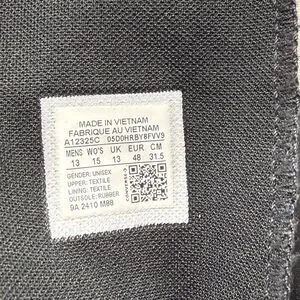 MADE IN VIETNAM
FABRIQUE AU VIETNAM
A12325C 05D0HRBY8FVV9
MENS WO'S UK EUR CM
13 15 13 48 31.5
GENDER: UNISEX
UPPER: TEXTILE
LINING: TEXTILE
OUTSOLE: RUBBER
9A 2410 M88